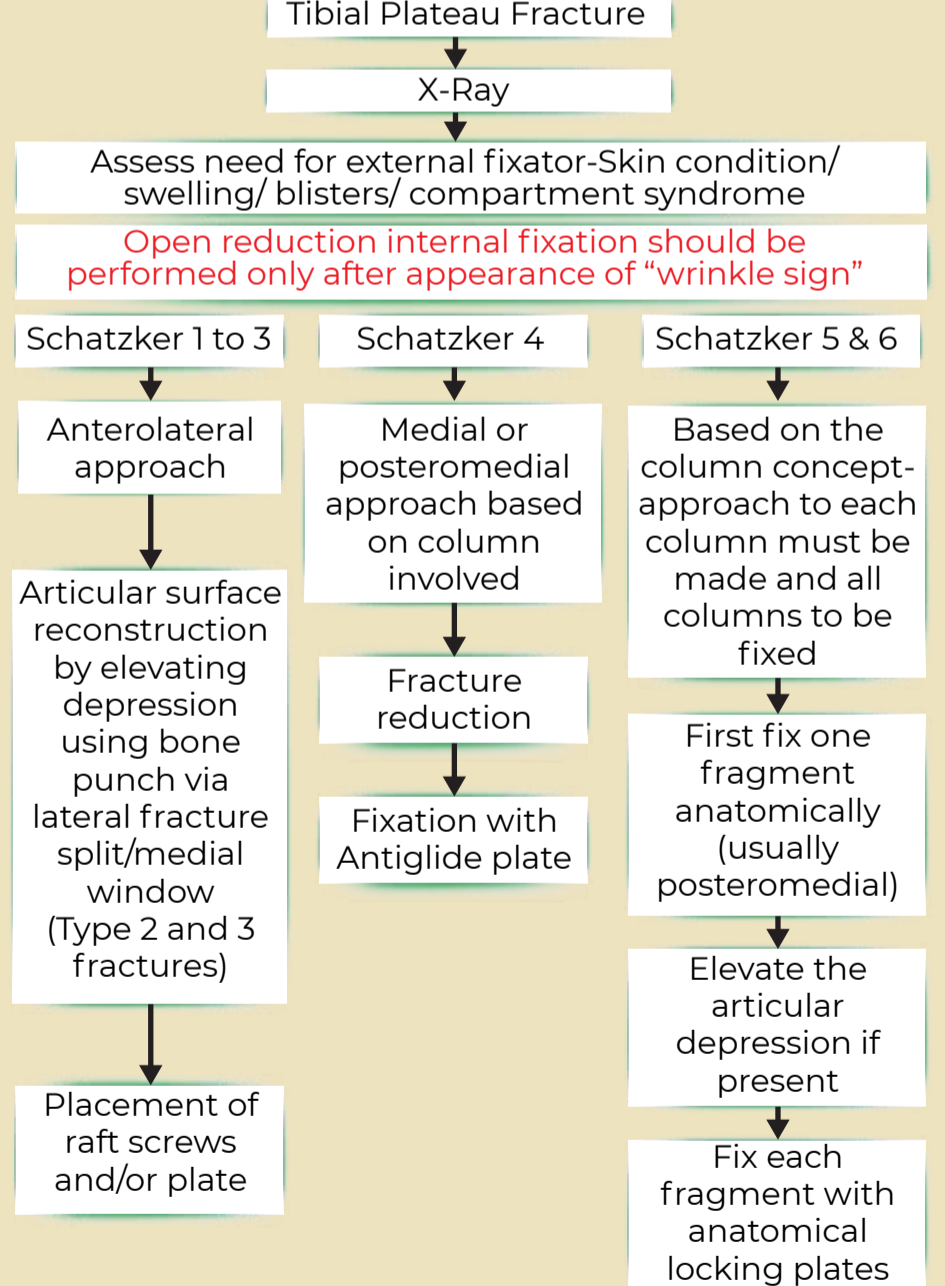 Tibial Plateau Fracture
X-Ray
Assess need for external fixator-Skin condition/
swelling/ blisters/ compartment syndrome
Open reduction internal fixation should be
performed only after appearance of “wrinkle sign”
Schatzker 1 to 3
Anterolateral
approach
Articular surface
reconstruction
by elevating
depression
using bone
punch via
lateral fracture
split/medial
window
(Type 2 and 3
fractures)
Placement of
raft screws
and/or plate
Schatzker 4
Medial or
posteromedial
approach based
on column
involved
Fracture
reduction
Fixation with
Antiglide plate
Schatzker 5 & 6
Based on the
column concept-
approach to each
column must be
made and all
columns to be
fixed
First fix one
fragment
anatomically
(usually
posteromedial)
Elevate the
articular
depression if
present
Fix each
fragment with
anatomical
locking plates